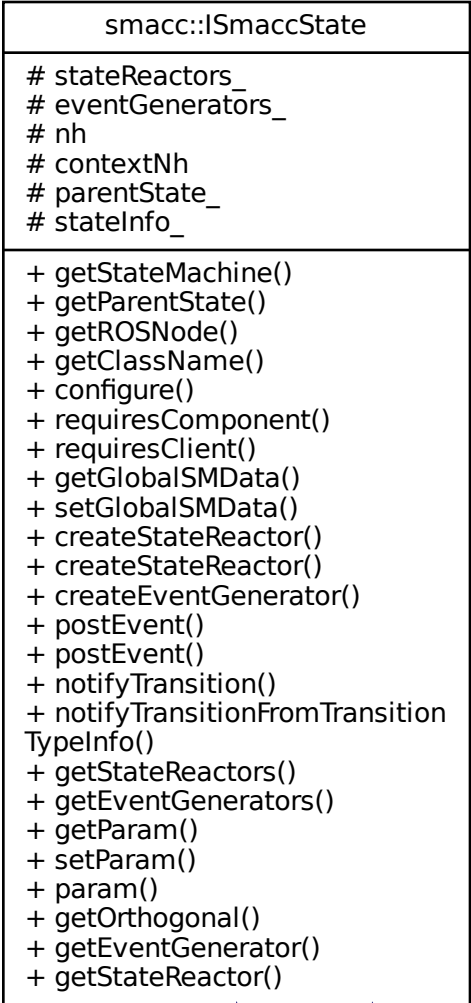 smacc::ISmaccState
# stateReactors_
# eventGenerators_
# nh
# contextNh
# parentState_
# stateInfo_
+ getStateMachine()
+ getParentState()
+ getROSNode()
+ getClassName()
+ configure()
+ requiresComponent()
+ requiresClient()
+ getGlobalSMData()
+ setGlobalSMData()
+ createStateReactor()
+ createStateReactor()
+ createEventGenerator()
+ postEvent()
+ postEvent()
+ notifyTransition()
+ notifyTransitionFromTransition
TypeInfo()
+ getStateReactors()
+ getEventGenerators()
+ getParam()
+ setParam()
+ param()
+ getOrthogonal()
+ getEventGenerator()
+ getStateReactor()